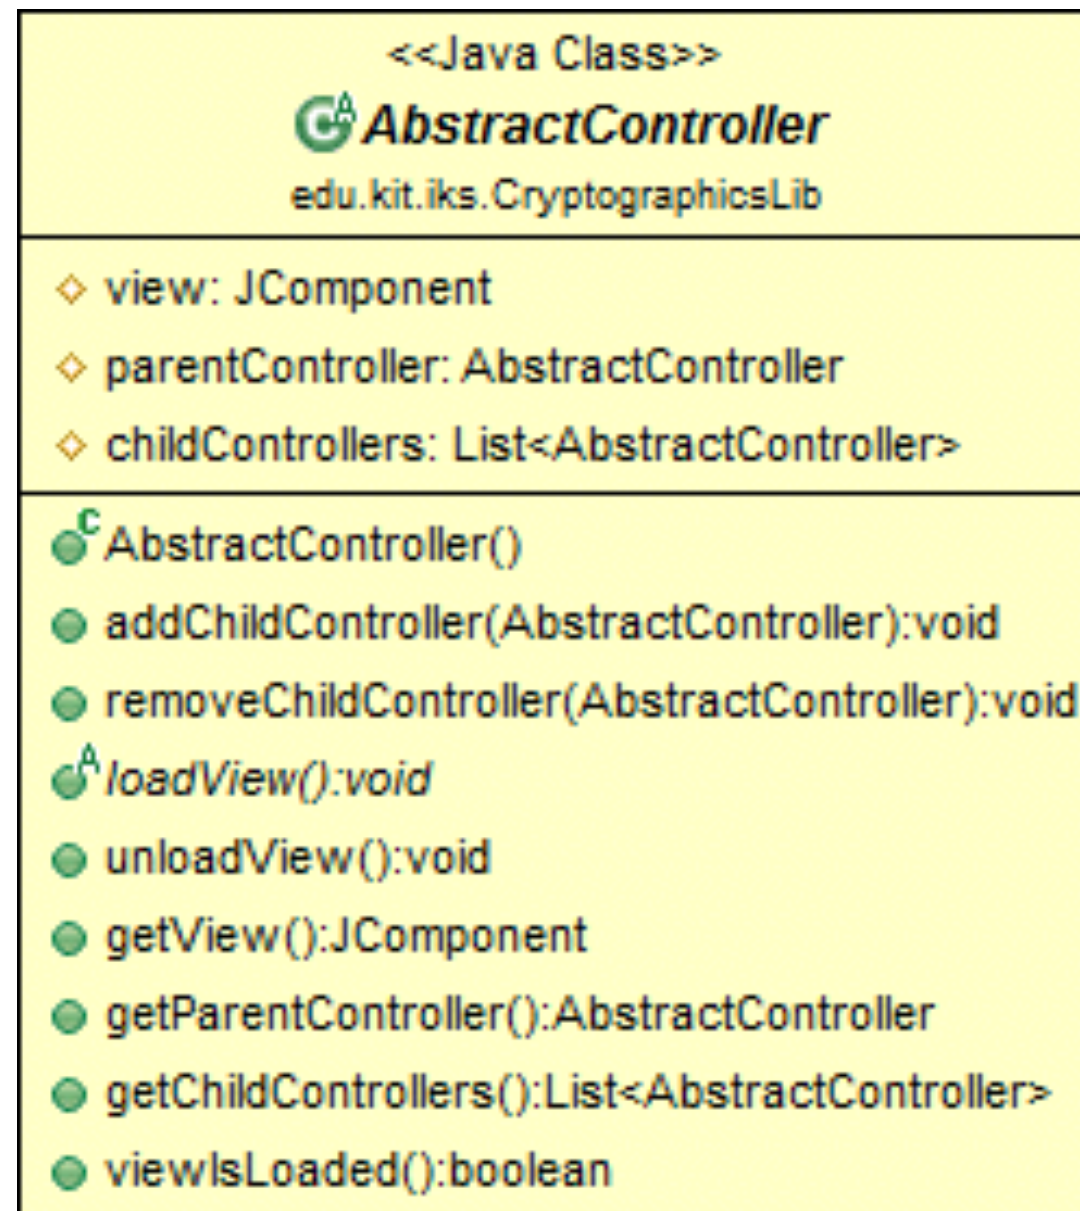 <<Java Class>>
AbstractController
edu.kit.iks.CryptographicsLib
view: JComponent
parentController: AbstractController
childControllers: List<AbstractController>
AbstractController()
addChildController(AbstractController):void
removeChildController(AbstractController):void
loadView():void
unloadView():void
getView():JComponent
getParentController():AbstractController
getChildControllers():List<AbstractController>
viewIsLoaded():boolean